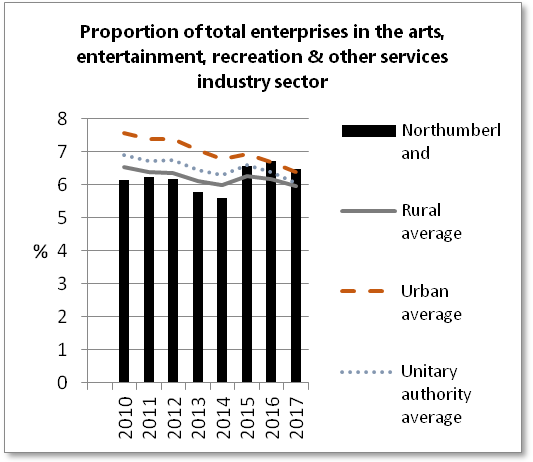 Proportion of total enterprises in the arts,
entertainment, recreation & other services
industry sector
8
7
6
5
4
3
2
1
0
%
2010
2011
2012
2013
2014
2015
2016
2017
Northumberl
and
Rural
average
Urban
average
Unitary
authority
average